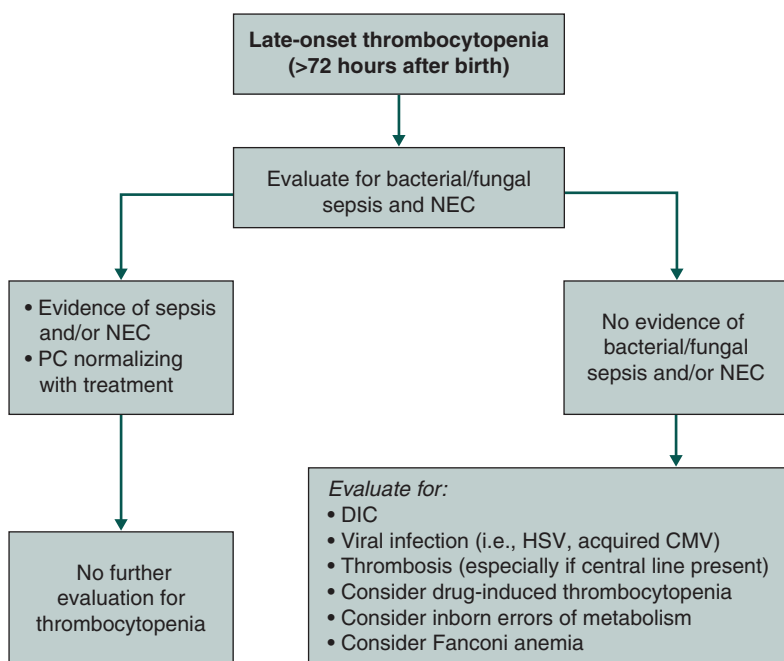 Late-onset thrombocytopenia
(>72 hours after birth)
Evaluate for bacterial/fungal
sepsis and NEC
• Evidence of sepsis
and/or NEC
• PC normalizing
with treatment
No evidence of
bacterial/fungal
sepsis and/or NEC
No further
evaluation for
thrombocytopenia
Evaluate for:
• DIC
• Viral infection (i.e., HSV, acquired CMV)
• Thrombosis (especially if central line present)
• Consider drug-induced thrombocytopenia
• Consider inborn errors of metabolism
• Consider Fanconi anemia